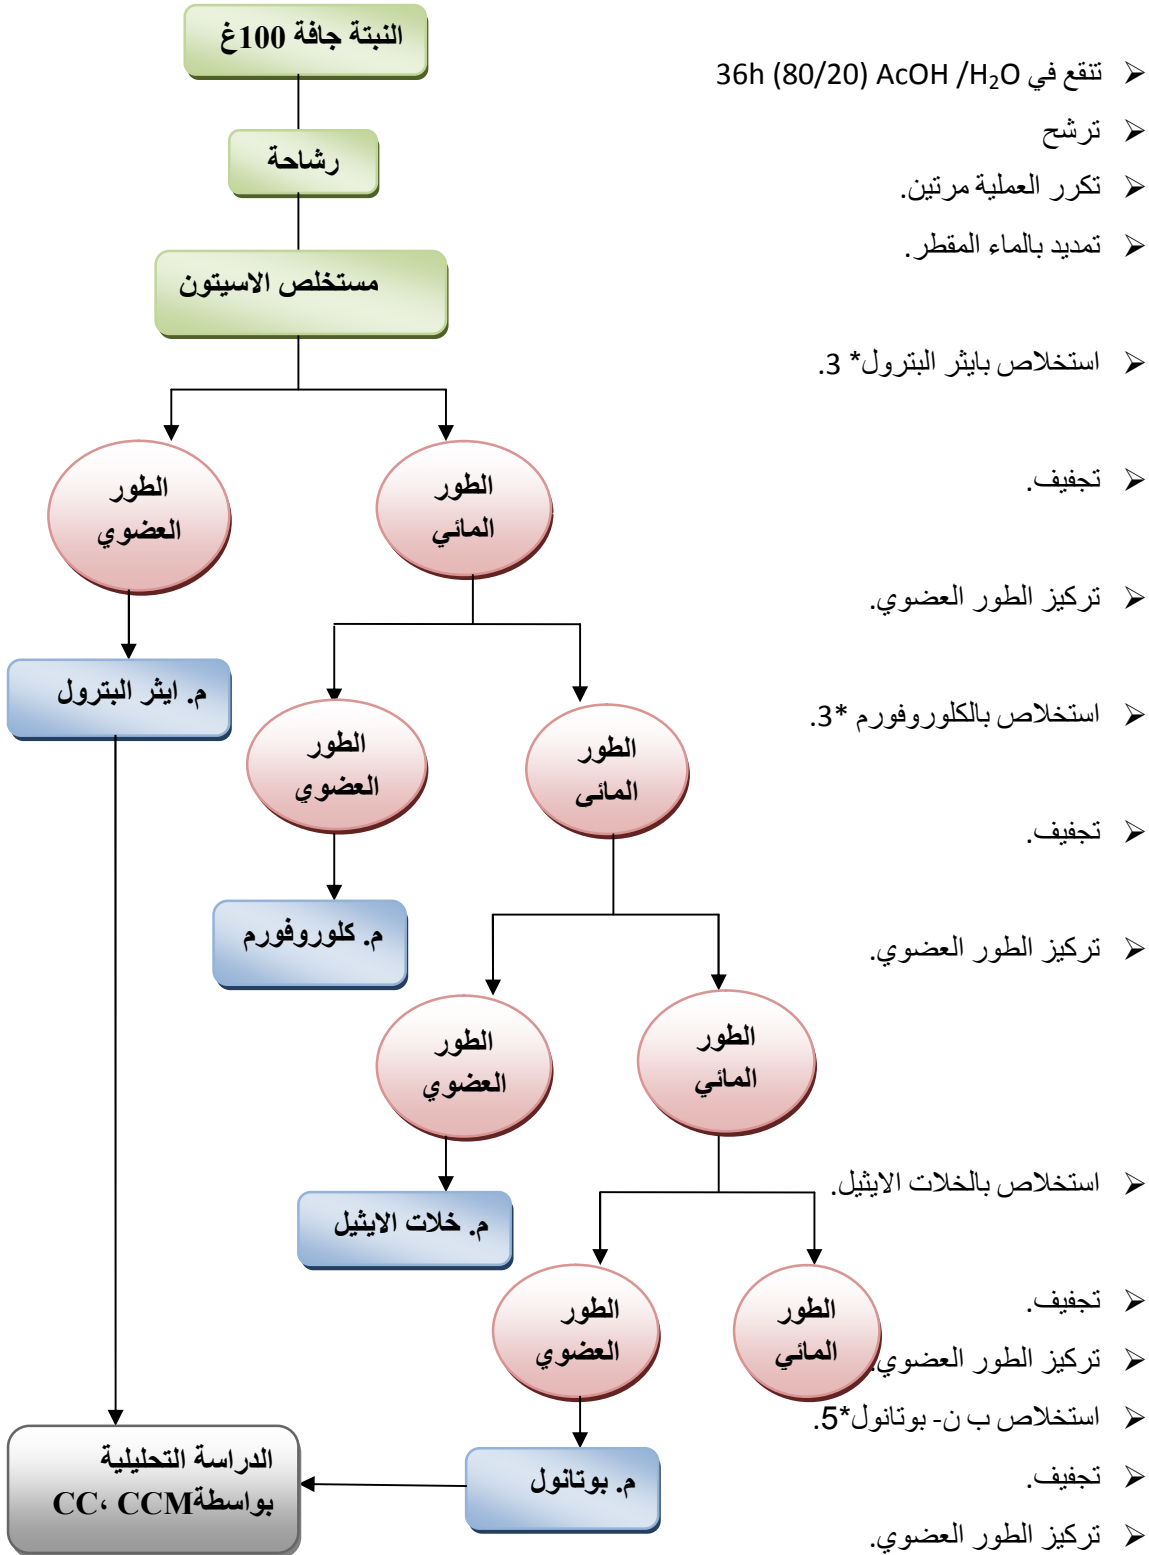 النبتة جافة 100غ
تنقع في 36h (80/20) AcOH /H₂O
ترشح
رشاحة
تكرر العملية مرتين.
تمديد بالماء المقطر.
مستخلص الاسيتون
استخلاص بايثر البترول* 3.
الطور
العضوي
الطور
المائي
تجفيف.
تركيز الطور العضوي.
م. ايثر البترول
استخلاص بالكلوروفورم *3.
الطور
العضوي
الطور
المائى
تجفيف.
م. كلوروفورم
تركيز الطور العضوي.
الطور
العضوي
الطور
المائي
استخلاص بالخلات الايثيل.
م. خلات الايثيل
تجفيف.
الطور
العضوي
الطور
المائي
تركيز الطور العضوي.
استخلاص ب ن- بوتانول*5.
الدراسة التحليلية
بواسطةCC، CCM
م. بوتانول
تجفيف.
تركيز الطور العضوي.